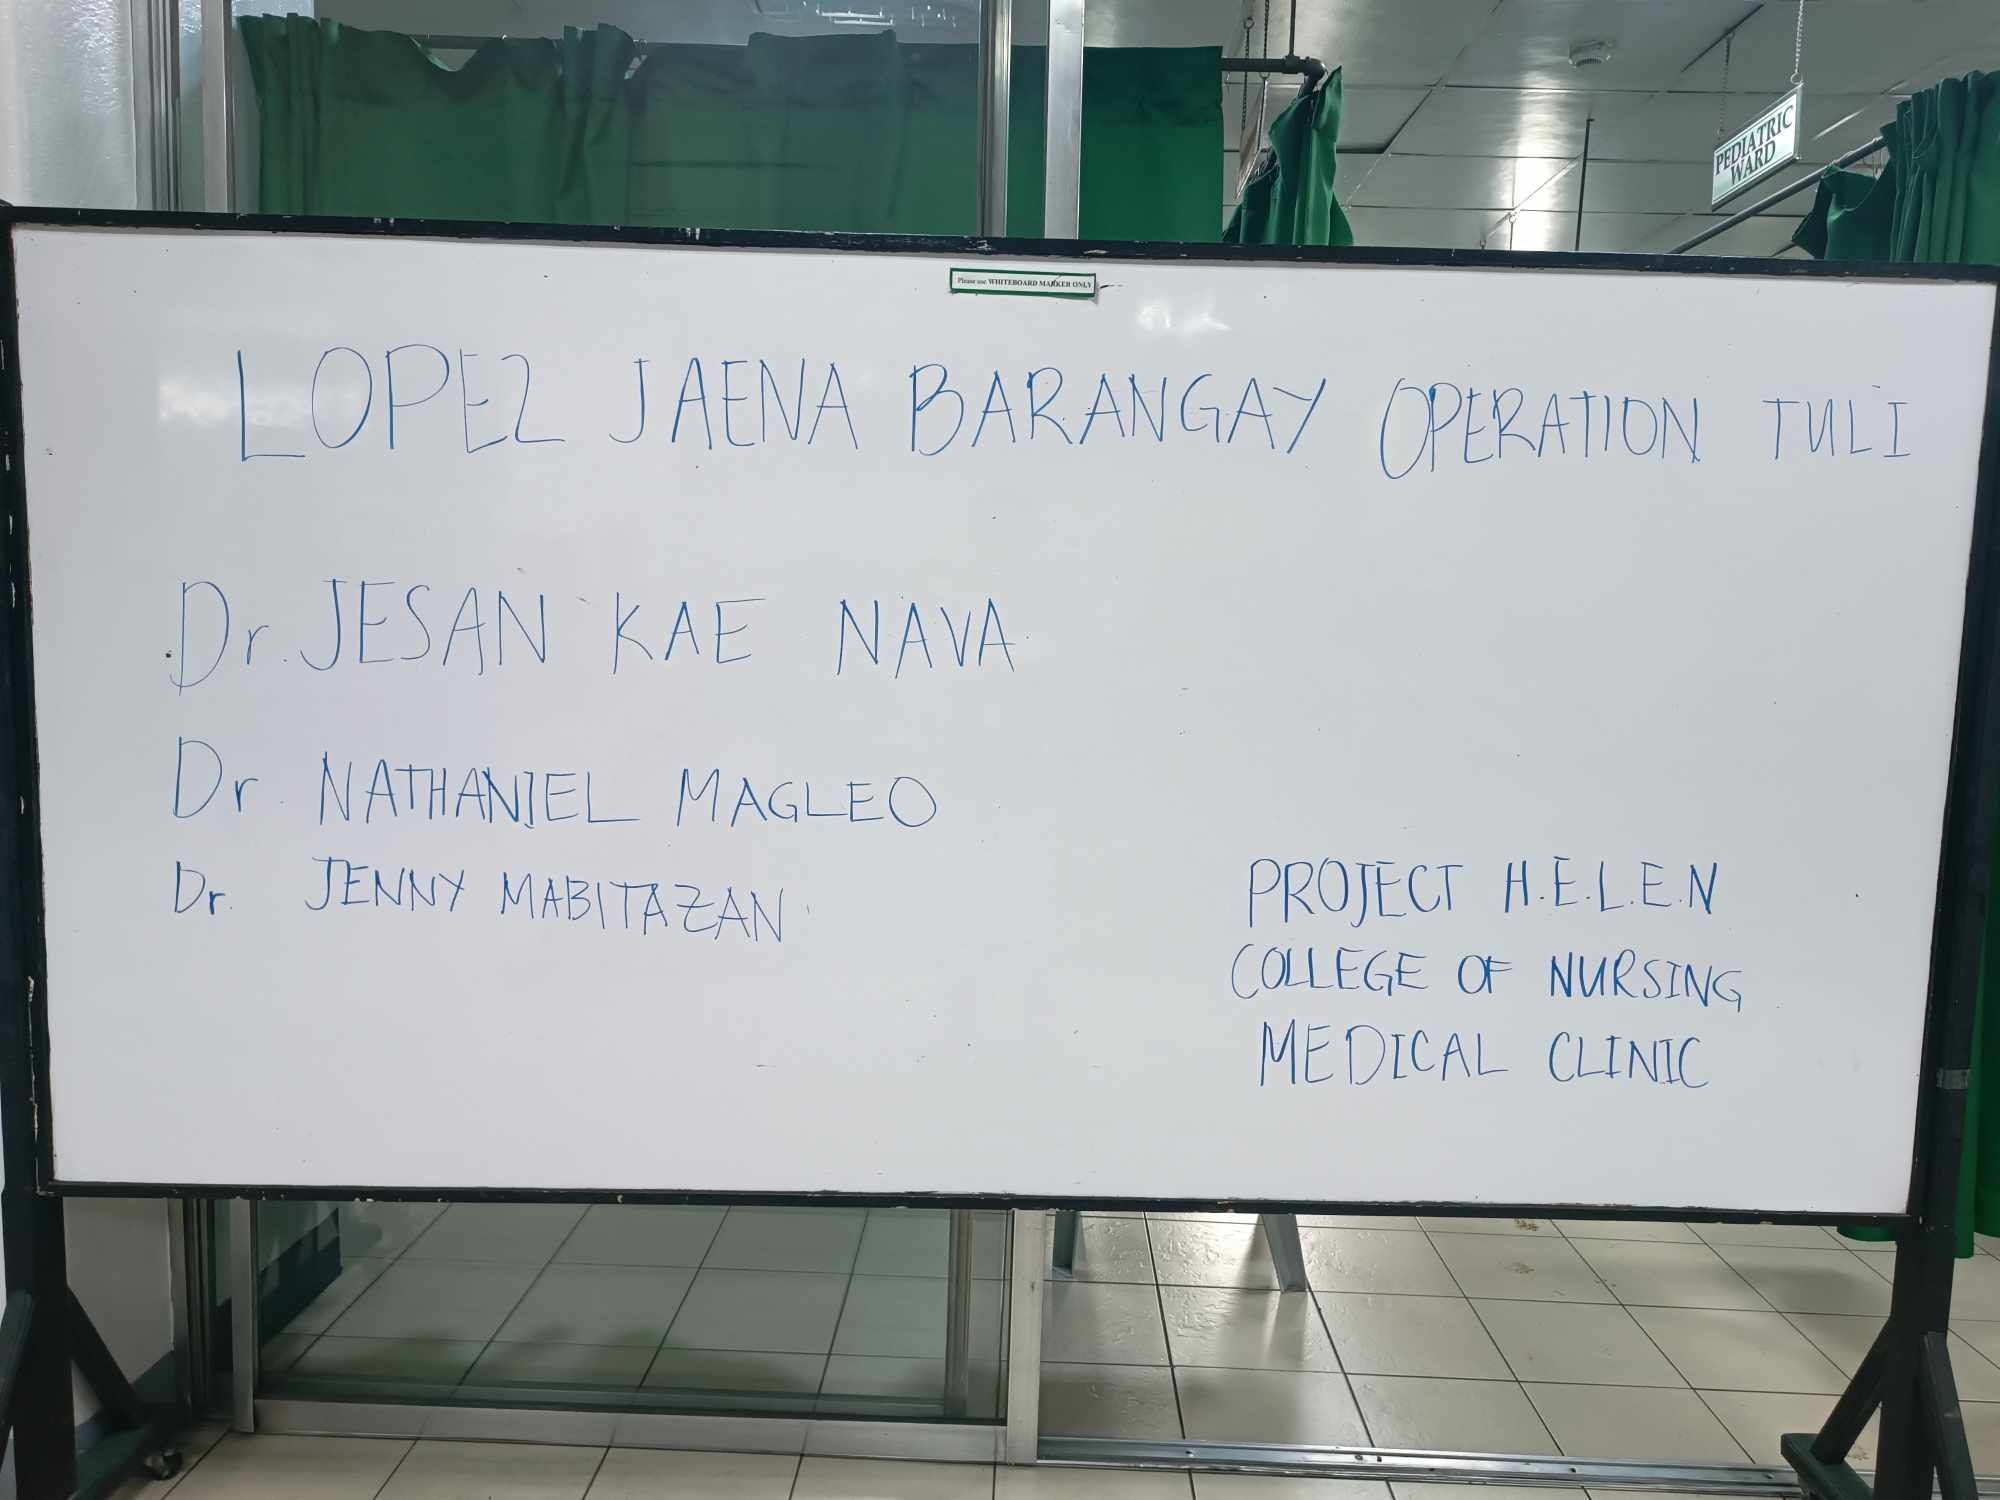 PEDIATRIC
WARD
Please use WHITEBOARD MARKER ONLY
LOPEZ JAENA BARANGAY OPERATION TULI
Dr. JESAN KAE NAVA
Dr. NATHANIEL MAGLEO
Dr. JENNY MABITAZAN
PROJECT H.E.L.E.N
COLLEGE OF NURSING
MEDICAL CLINIC